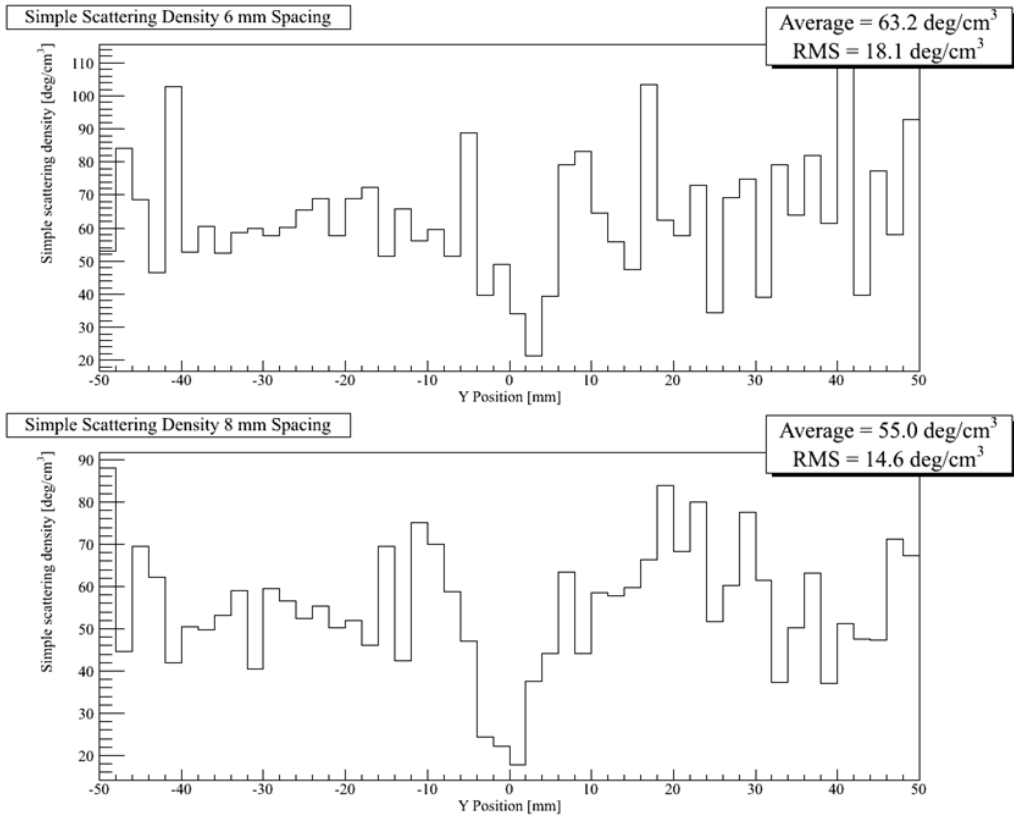 Simple Scattering Density 6 mm Spacing
Average = 63.2 deg/cm³
RMS = 18.1 deg/cm³
Simple scattering density [deg/cm³]
110
100
90
80
70
60
50
40
30
20
-50 -40 -30 -20 -10 0 10 20 30 40 50
Y Position [mm]
Simple Scattering Density 8 mm Spacing
Average = 55.0 deg/cm³
RMS = 14.6 deg/cm³
Simple scattering density [deg/cm³]
90
80
70
60
50
40
30
20
-50 -40 -30 -20 -10 0 10 20 30 40 50
Y Position [mm]